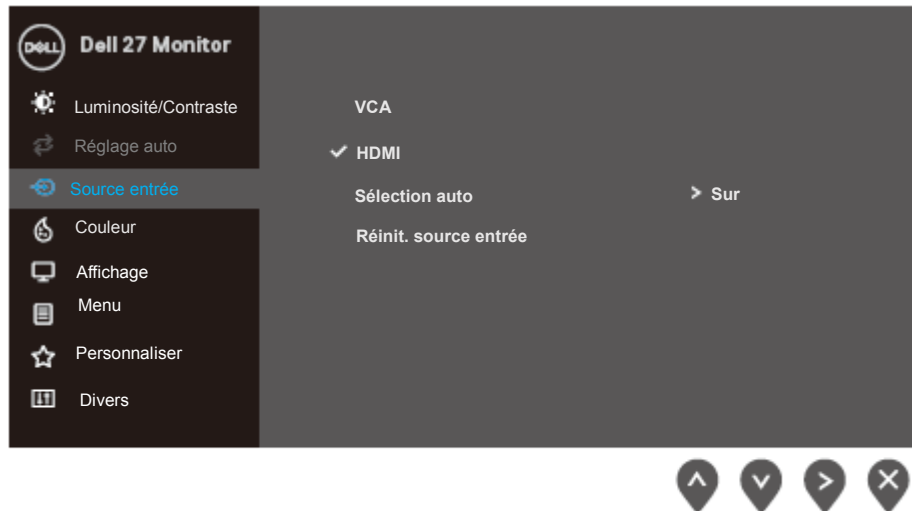 DELL
Dell 27 Monitor
Luminosité/Contraste
Réglage auto
Source entrée
Couleur
Affichage
Menu
Personnaliser
Divers
VCA
HDMI
Sélection auto
Sur
Réinit. source entrée